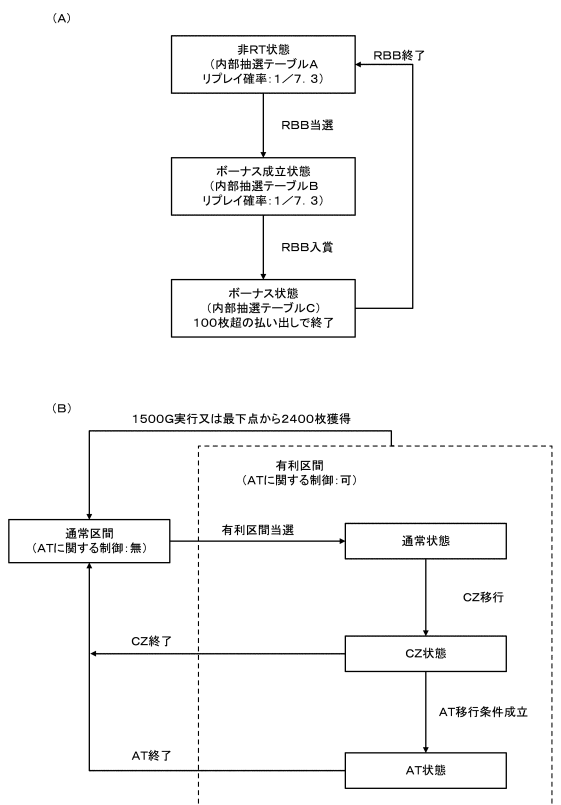 （A）
非RT状態
（内部抽選テーブルA
リプレイ確率：1／7．3）
RBB終了
RBB当選
ボーナス成立状態
（内部抽選テーブルB
リプレイ確率：1／7．3）
RBB入賞
ボーナス状態
（内部抽選テーブルC）
100枚超の払い出しで終了
（B）
1500G実行又は最下点から2400枚獲得
有利区間
（ATに関する制御：可）
通常区間
（ATに関する制御：無）
有利区間当選
通常状態
CZ移行
CZ終了
CZ状態
AT移行条件成立
AT終了
AT状態